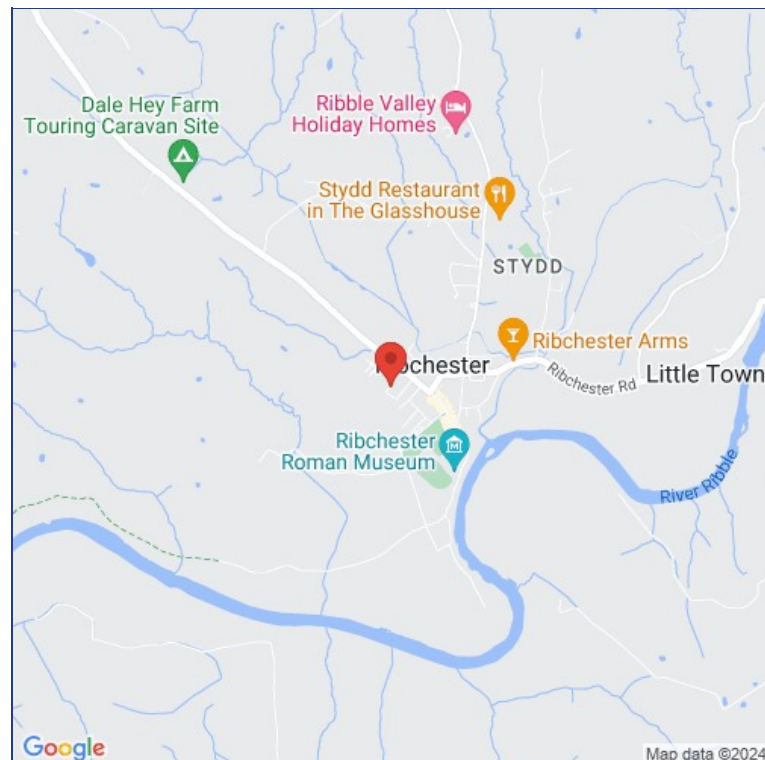 Dale Hey Farm
Touring Caravan Site
Ribble Valley
Holiday Homes
Stydd Restaurant
in The Glasshouse
STYDD
Ribchester Arms
chester
Ribchester Rd
Little Town
Ribchester
Roman Museum
M
River Ribble
Google
Map data ©2024